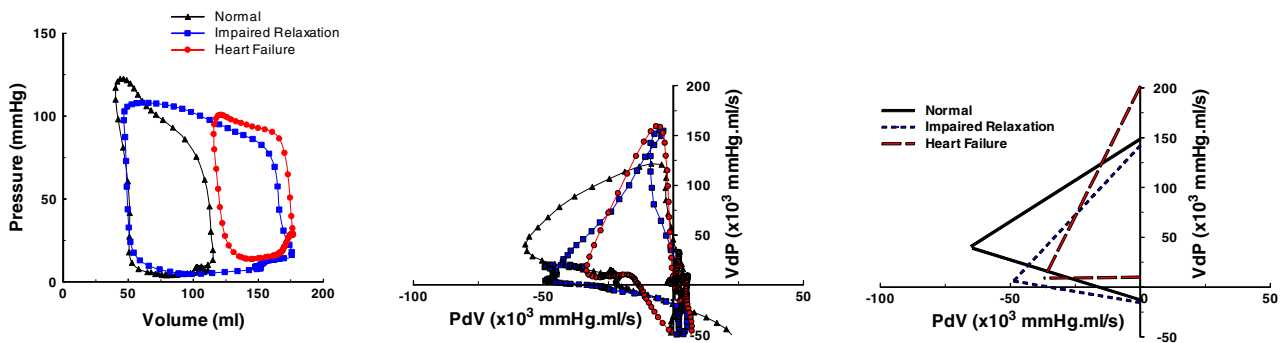 Normal
Impaired Relaxation
Heart Failure
150
100
50
0
Pressure (mmHg)
0 50 100 150 200
Volume (ml)
200
150
100
50
-50
-100 -50 50
VdP (x10³ mmHg.ml/s)
PdV (x10³ mmHg.ml/s)
Normal
Impaired Relaxation
Heart Failure
200
150
100
50
-50
-100 -50 0 50
VdP (x10³ mmHg.ml/s)
PdV (x10³ mmHg.ml/s)